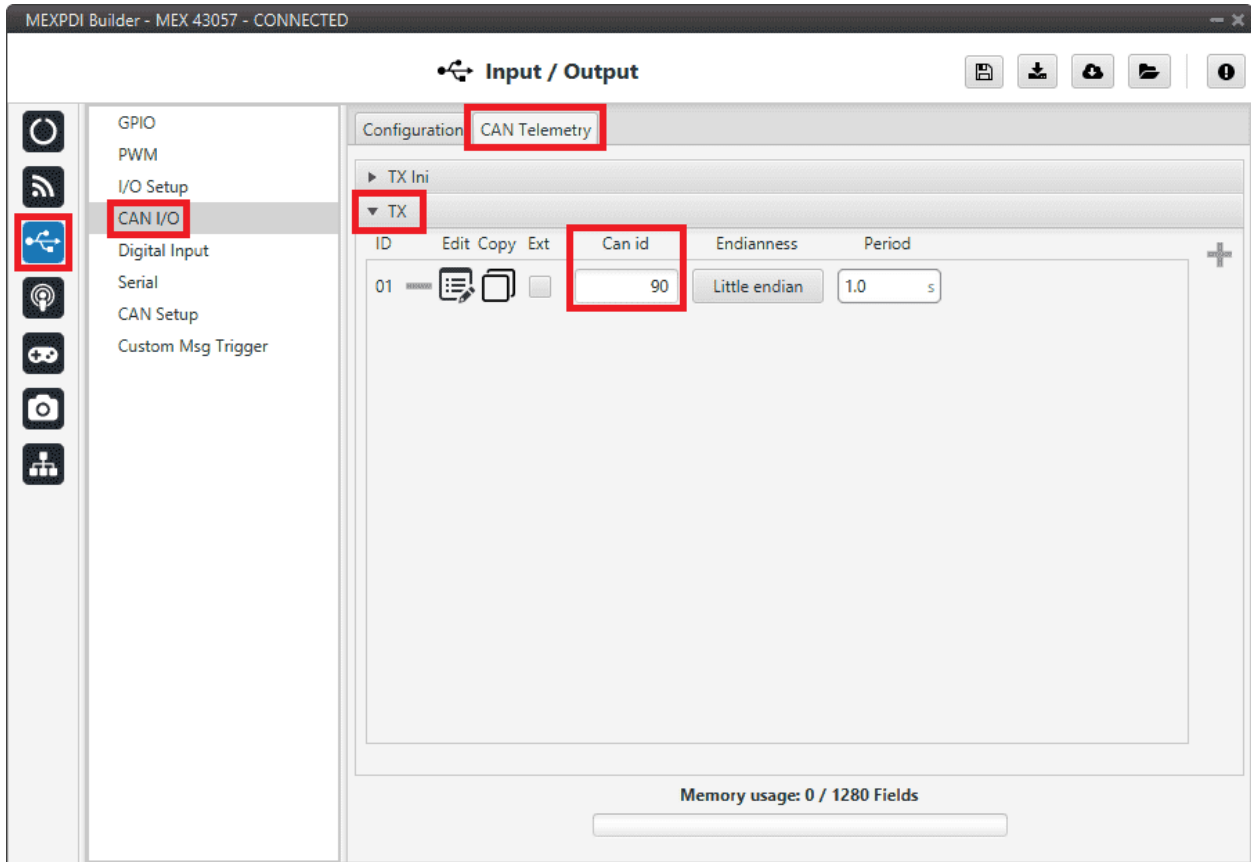 MEXPDI Builder - MEX 43057 - CONNECTED
Input / Output
GPIO
PWM
I/O Setup
CAN I/O
Digital Input
Serial
CAN Setup
Custom Msg Trigger
Configuration CAN Telemetry
TX Ini
TX
ID Edit Copy Ext Can id Endianness Period
01 90 Little endian 1.0 s
Memory usage: 0 / 1280 Fields